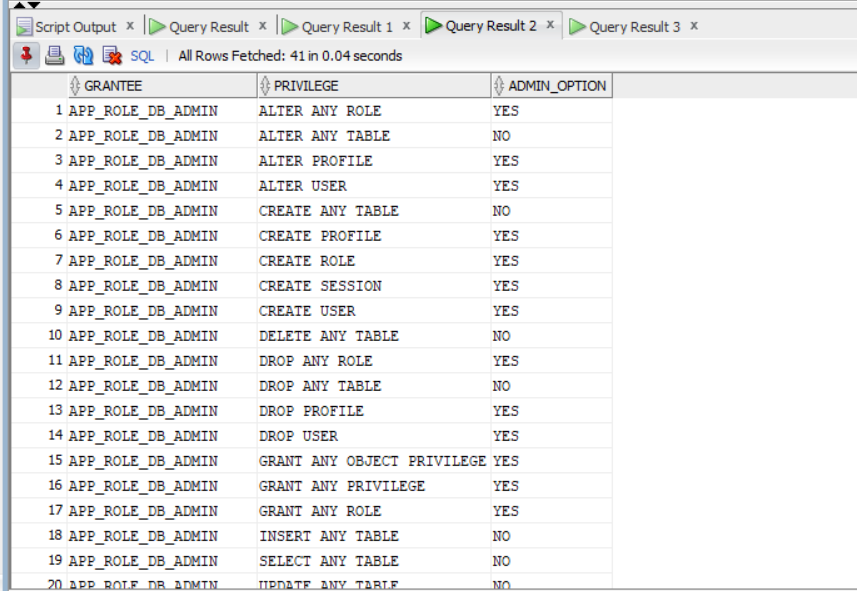 Script Output x Query Result x Query Result 1 x Query Result 2 x Query Result 3 x
SQL | All Rows Fetched: 41 in 0.04 seconds
GRANTEE PRIVILEGE ADMIN_OPTION
1 APP_ROLE_DB_ADMIN ALTER ANY ROLE YES
2 APP_ROLE_DB_ADMIN ALTER ANY TABLE NO
3 APP_ROLE_DB_ADMIN ALTER PROFILE YES
4 APP_ROLE_DB_ADMIN ALTER USER YES
5 APP_ROLE_DB_ADMIN CREATE ANY TABLE NO
6 APP_ROLE_DB_ADMIN CREATE PROFILE YES
7 APP_ROLE_DB_ADMIN CREATE ROLE YES
8 APP_ROLE_DB_ADMIN CREATE SESSION YES
9 APP_ROLE_DB_ADMIN CREATE USER YES
10 APP_ROLE_DB_ADMIN DELETE ANY TABLE NO
11 APP_ROLE_DB_ADMIN DROP ANY ROLE YES
12 APP_ROLE_DB_ADMIN DROP ANY TABLE NO
13 APP_ROLE_DB_ADMIN DROP PROFILE YES
14 APP_ROLE_DB_ADMIN DROP USER YES
15 APP_ROLE_DB_ADMIN GRANT ANY OBJECT PRIVILEGE YES
16 APP_ROLE_DB_ADMIN GRANT ANY PRIVILEGE YES
17 APP_ROLE_DB_ADMIN GRANT ANY ROLE YES
18 APP_ROLE_DB_ADMIN INSERT ANY TABLE NO
19 APP_ROLE_DB_ADMIN SELECT ANY TABLE NO
20 APP_ROLE_DB_ADMIN UPDATE ANY TABLE NO